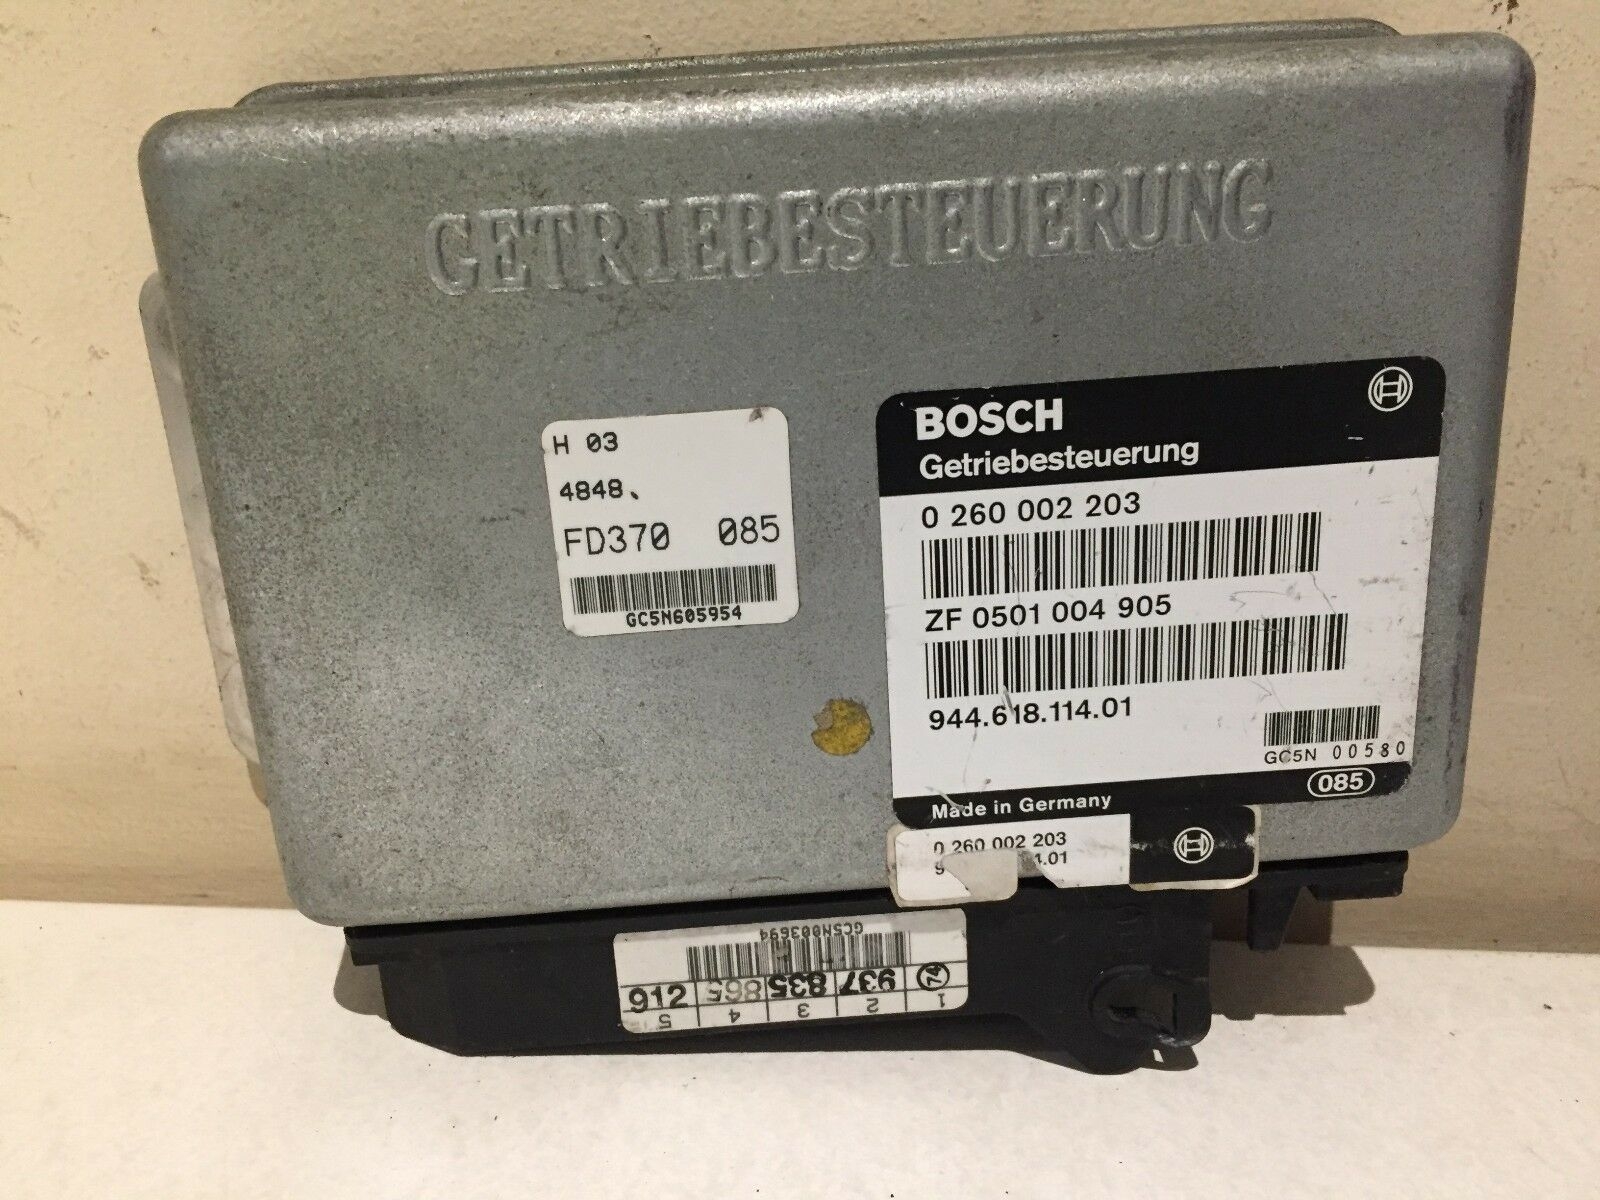 GETRIEBESTEUERUNG
H 03
4848.
FD370 085
GC5N605954
BOSCH
Getriebesteuerung
0 260 002 203
ZF 0501 004 905
944.618.114.01
GC5N 00580
085
Made in Germany
0 260 002 203
GC5N003694
74 937 835 865 912
1 2 3 4 5